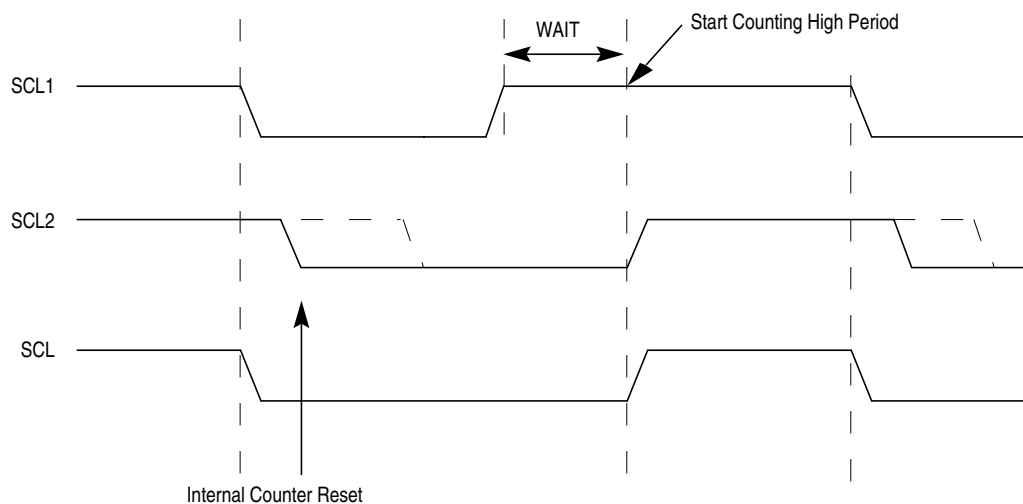 WAIT
Start Counting High Period
SCL1
SCL2
SCL
Internal Counter Reset